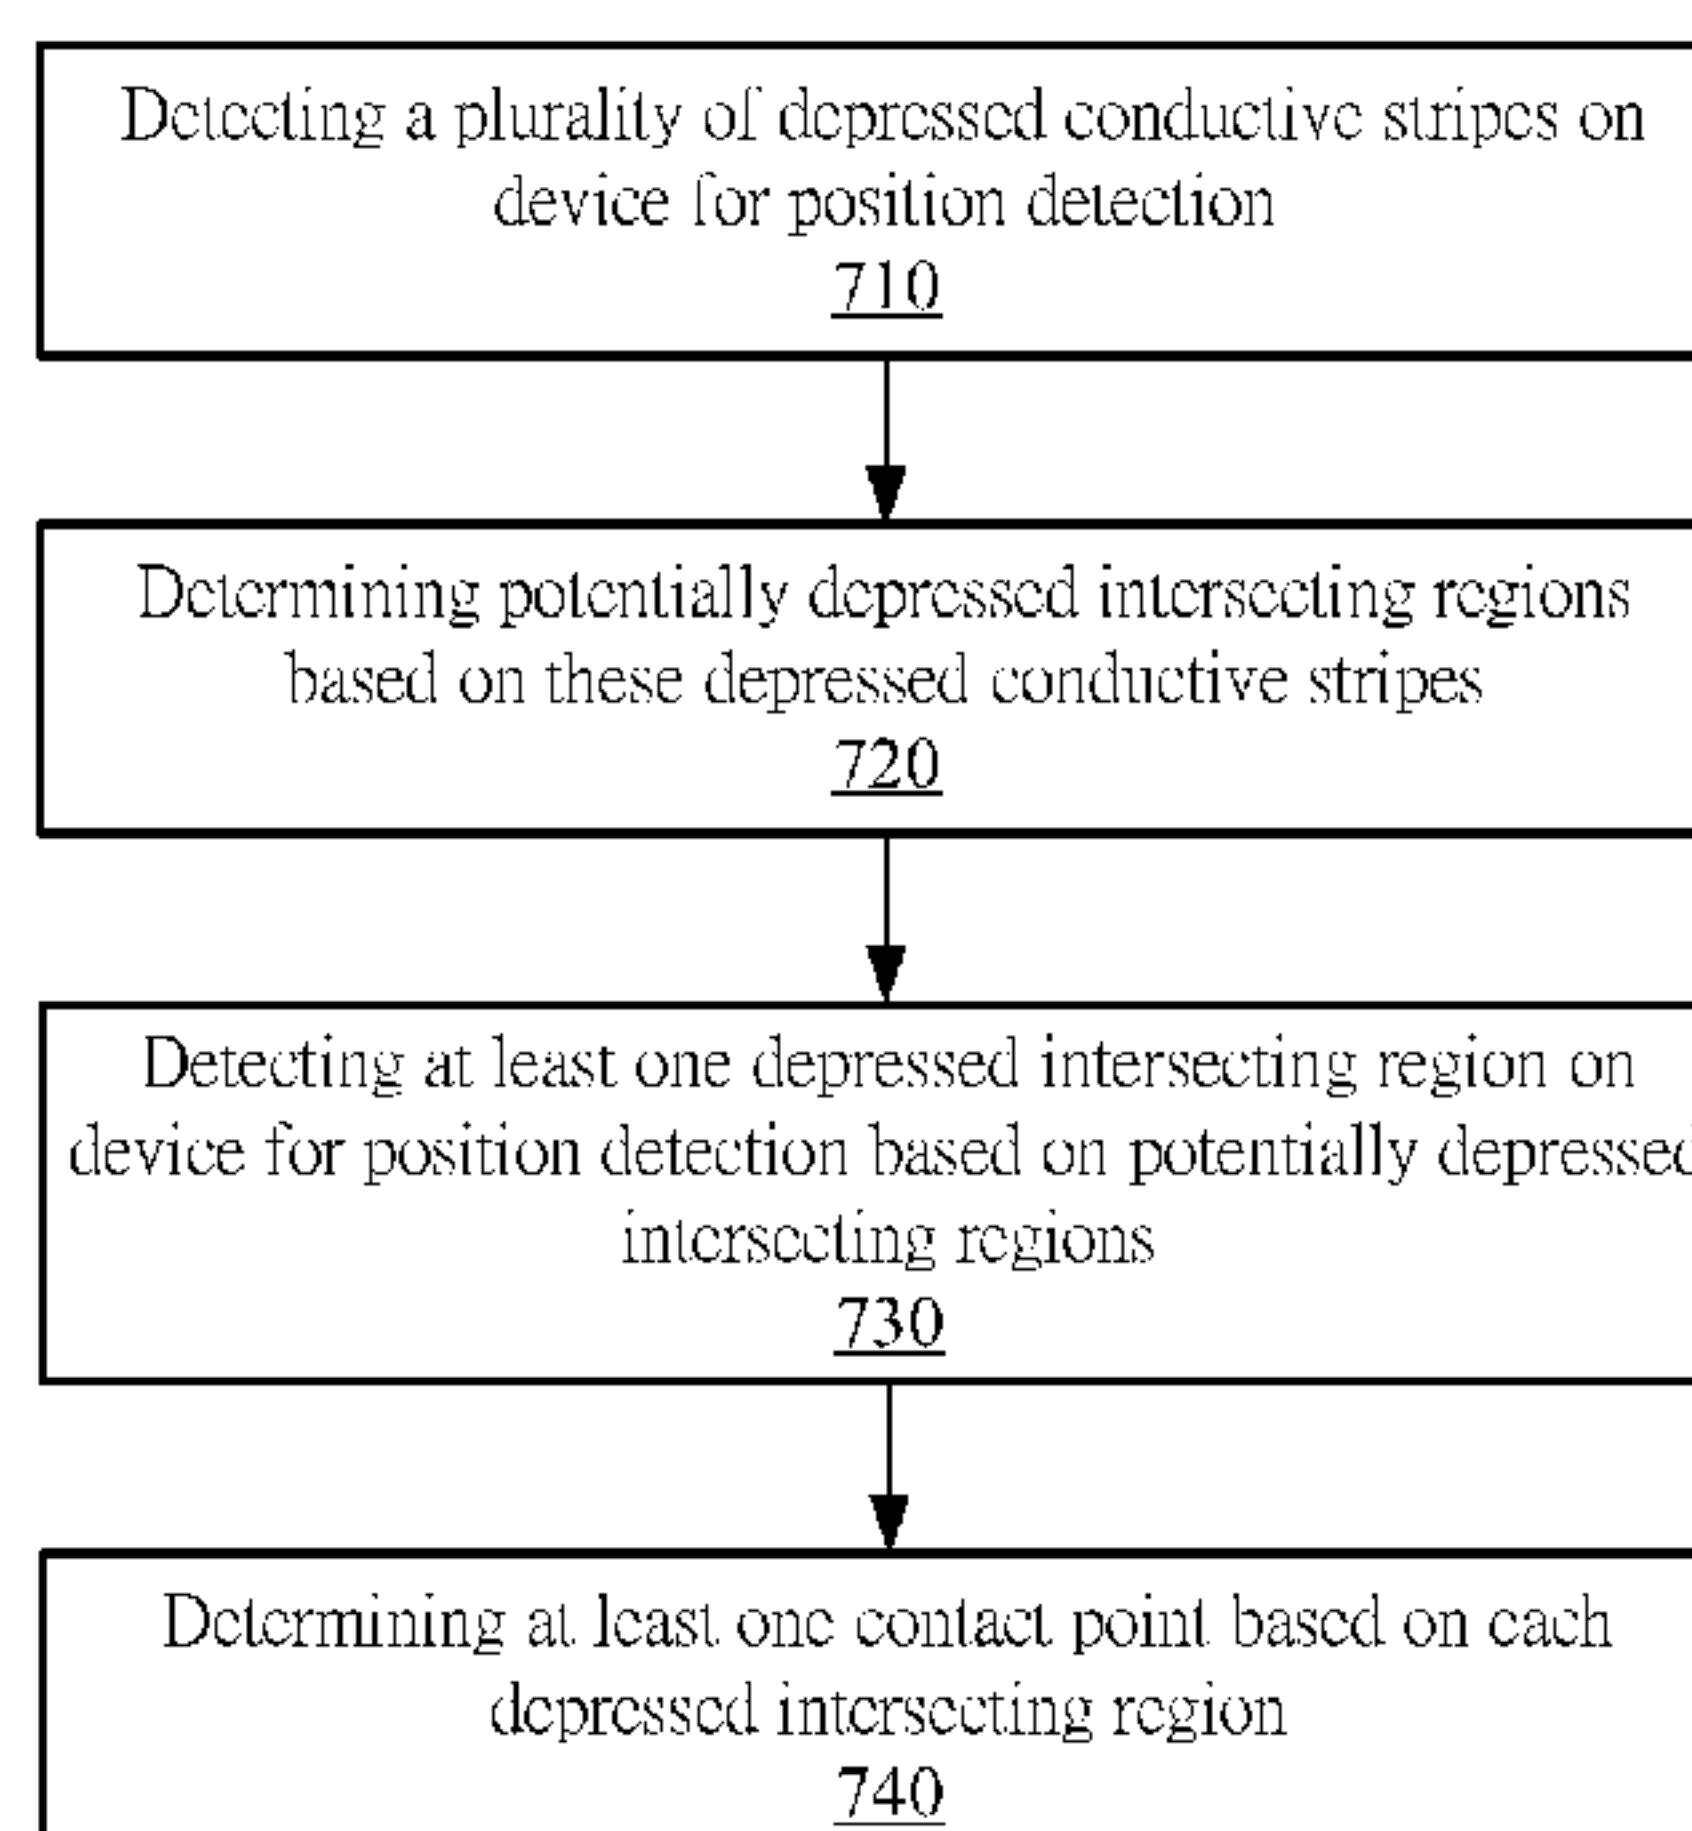 Detecting a plurality of depressed conductive stripes on
device for position detection
710
Determining potentially depressed intersecting regions
based on these depressed conductive stripes
720
Detecting at least one depressed intersecting region on
device for position detection based on potentially depressed
intersecting regions
730
Determining at least one contact point based on each
depressed intersecting region
740